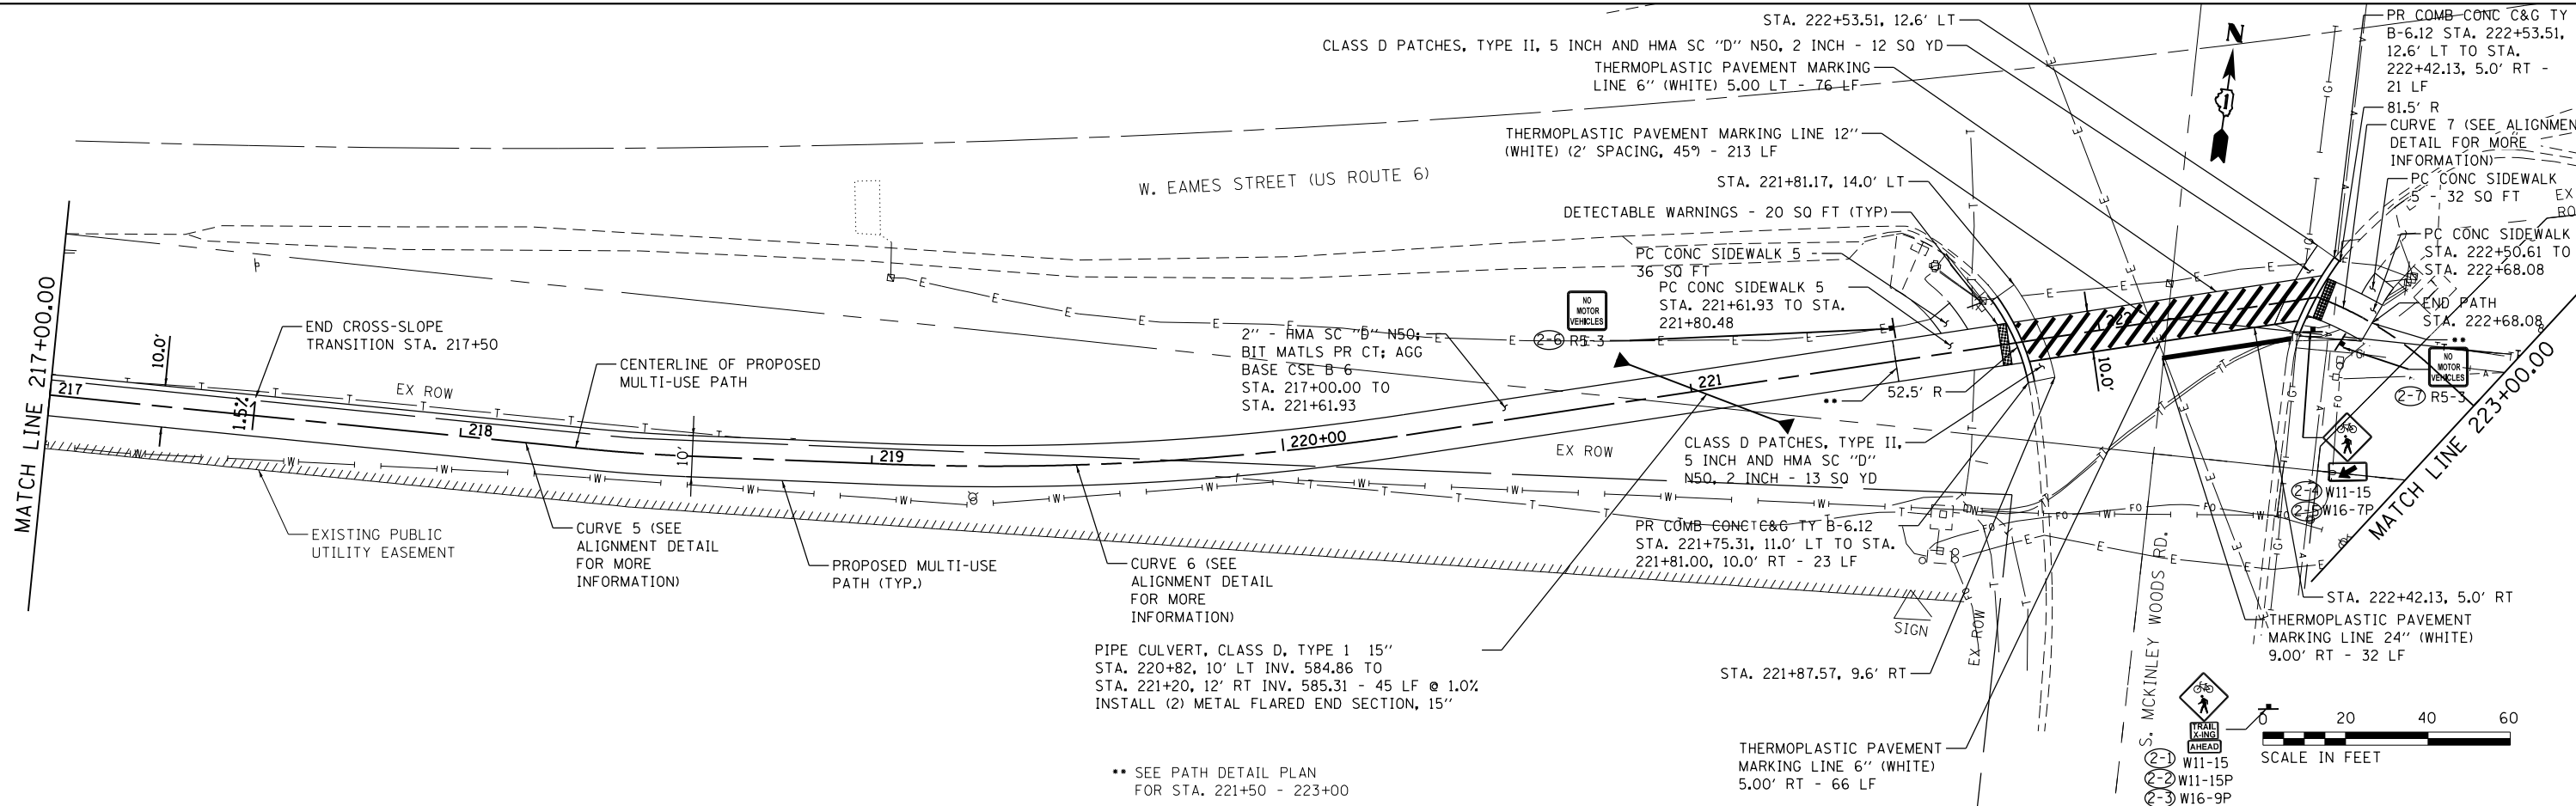 STA. 222+53.51, 12.6' LT
CLASS D PATCHES, TYPE II, 5 INCH AND HMA SC "D" N50, 2 INCH - 12 SQ YD
THERMOPLASTIC PAVEMENT MARKING
LINE 6" (WHITE) 5.00 LT - 76 LF
N
PR COMB CONC C&G TY
B-6.12 STA. 222+53.51,
12.6' LT TO STA.
222+42.13, 5.0' RT -
21 LF
81.5' R
CURVE 7 (SEE ALIGNMEN
DETAIL FOR MORE
INFORMATION)
PC CONC SIDEWALK
5 - 32 SQ FT
EX
RO
PC CONC SIDEWALK
STA. 222+50.61 TO
STA. 222+68.08
END PATH
STA. 222+68.08
THERMOPLASTIC PAVEMENT MARKING LINE 12"
(WHITE) (2' SPACING, 45°) - 213 LF
STA. 221+81.17, 14.0' LT
DETECTABLE WARNINGS - 20 SQ FT (TYP)
PC CONC SIDEWALK 5 -
36 SQ FT
PC CONC SIDEWALK 5
STA. 221+61.93 TO STA.
221+80.48
W. EAMES STREET (US ROUTE 6)
NO
MOTOR
VEHICLES
2-6 R5-3
2" - HMA SC "D" N50;
BIT MATLS PR CT; AGG
BASE CSE B 6
STA. 217+00.00 TO
STA. 221+61.93
MATCH LINE 217+00.00
END CROSS-SLOPE
TRANSITION STA. 217+50
CENTERLINE OF PROPOSED
MULTI-USE PATH
10.0'
1.5%
EX ROW
217
218
219
220+00
221
222
10'
10.0'
52.5' R
**
**
NO
MOTOR
VEHICLES
2-7 R5-3
2-4 W11-15
2-5 W16-7P
MATCH LINE 223+00.00
EX ROW
CLASS D PATCHES, TYPE II,
5 INCH AND HMA SC "D"
N50, 2 INCH - 13 SQ YD
EXISTING PUBLIC
UTILITY EASEMENT
CURVE 5 (SEE
ALIGNMENT DETAIL
FOR MORE
INFORMATION)
PROPOSED MULTI-USE
PATH (TYP.)
CURVE 6 (SEE
ALIGNMENT DETAIL
FOR MORE
INFORMATION)
PR COMB CONC C&G TY B-6.12
STA. 221+75.31, 11.0' LT TO STA.
221+81.00, 10.0' RT - 23 LF
PIPE CULVERT, CLASS D, TYPE 1 15"
STA. 220+82, 10' LT INV. 584.86 TO
STA. 221+20, 12' RT INV. 585.31 - 45 LF @ 1.0%
INSTALL (2) METAL FLARED END SECTION, 15"
SIGN
EX ROW
S. MCKINLEY WOODS RD.
STA. 222+42.13, 5.0' RT
THERMOPLASTIC PAVEMENT
MARKING LINE 24" (WHITE)
9.00' RT - 32 LF
STA. 221+87.57, 9.6' RT
THERMOPLASTIC PAVEMENT
MARKING LINE 6" (WHITE)
5.00' RT - 66 LF
** SEE PATH DETAIL PLAN
FOR STA. 221+50 - 223+00
TRAIL
X-ING
AHEAD
2-1 W11-15
2-2 W11-15P
2-3 W16-9P
0 20 40 60
SCALE IN FEET